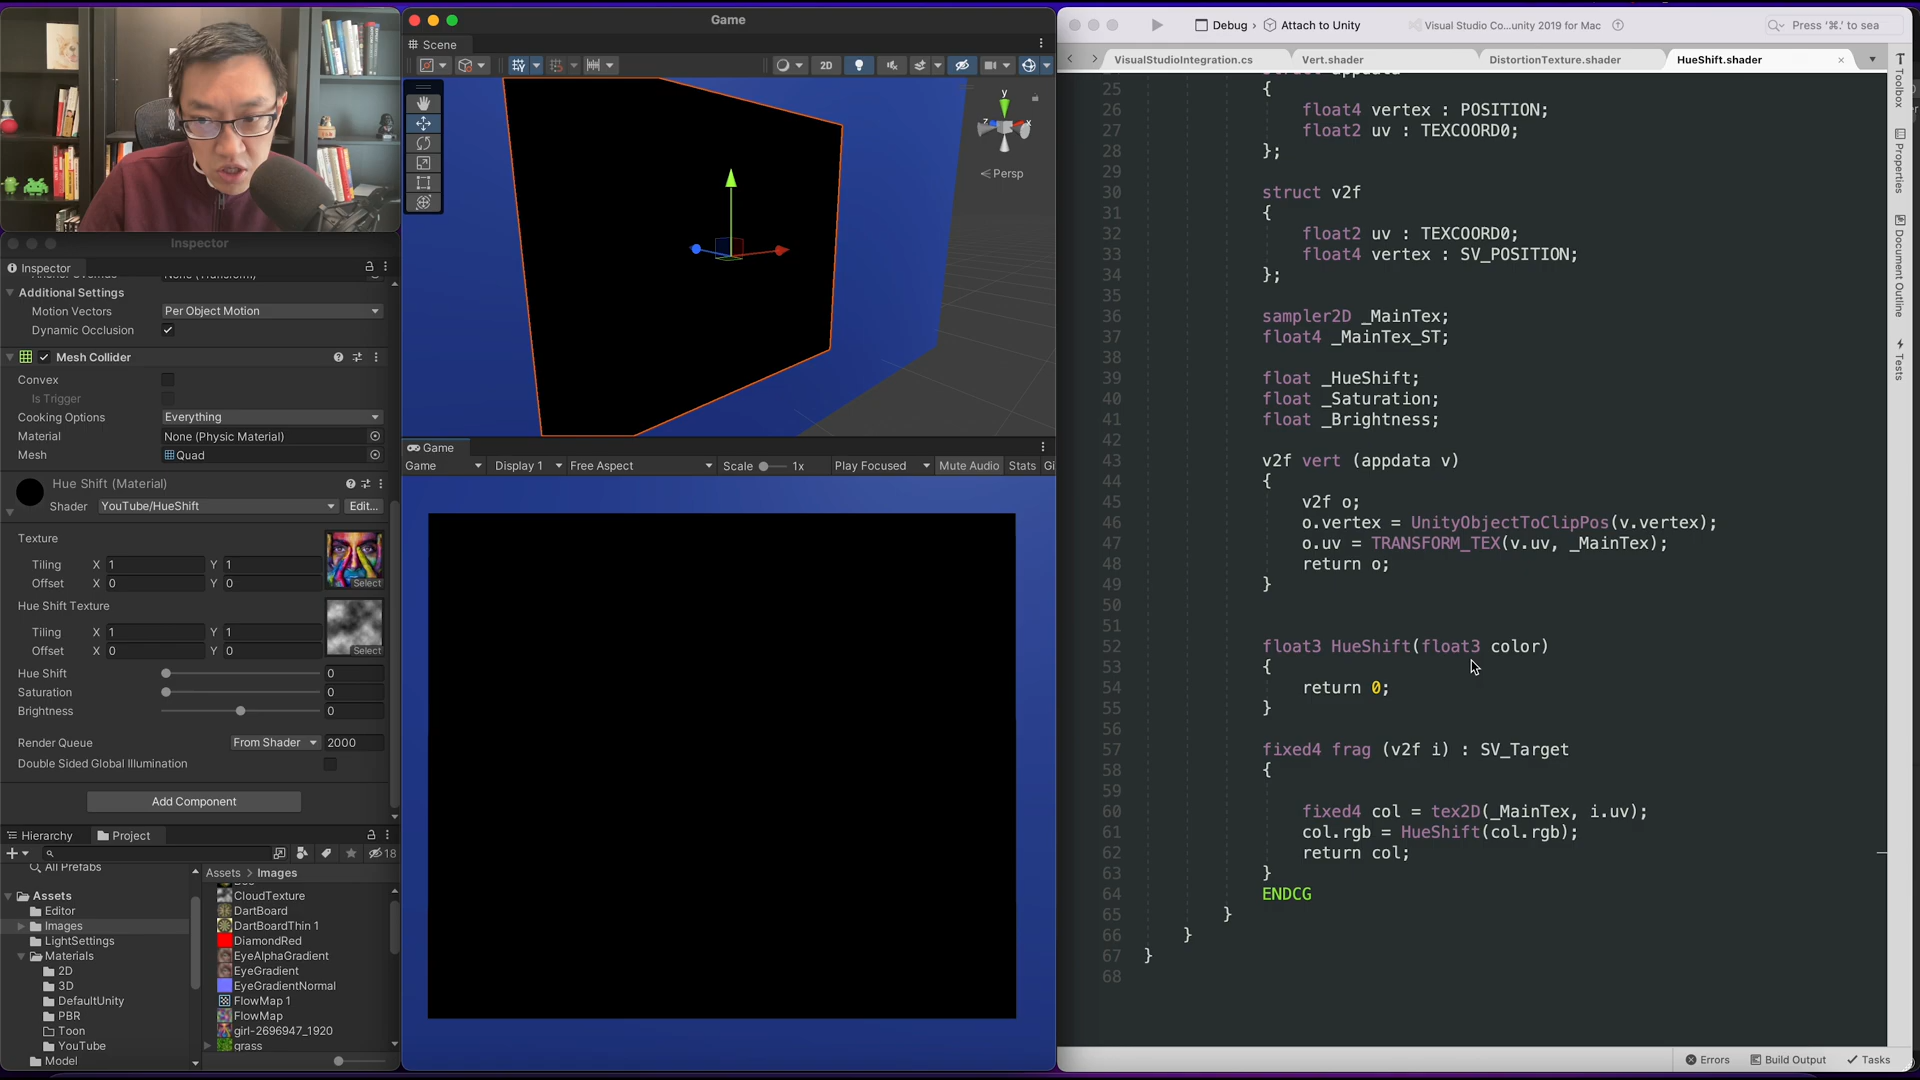 Inspector
Inspector
Additional Settings
Motion Vectors
Per Object Motion
Dynamic Occlusion
Mesh Collider
Convex
Is Trigger
Cooking Options
Everything
Material
None (Physic Material)
Mesh
Quad
Hue Shift (Material)
Shader
YouTube/HueShift
Edit...
Texture
Tiling X 1 Y 1
Offset X 0 Y 0
Select
Hue Shift Texture
Tiling X 1 Y 1
Offset X 0 Y 0
Select
Hue Shift 0
Saturation 0
Brightness 0
Render Queue From Shader 2000
Double Sided Global Illumination
Add Component
Hierarchy Project
18
All Prefabs
Assets
Editor
Images
LightSettings
Materials
2D
3D
DefaultUnity
PBR
Toon
YouTube
Model
Assets > Images
CloudTexture
DartBoard
DartBoardThin 1
DiamondRed
EyeAlphaGradient
EyeGradient
EyeGradientNormal
FlowMap 1
FlowMap
girl-2696947_1920
grass
Game
Scene
2D
y
z
x
Persp
Game
Game Display 1 Free Aspect Scale 1x Play Focused Mute Audio Stats Gi
Debug › Attach to Unity
Visual Studio Co...unity 2019 for Mac
Press '⌘.' to sea
VisualStudioIntegration.cs
Vert.shader
DistortionTexture.shader
HueShift.shader
25 {
26 float4 vertex : POSITION;
27 float2 uv : TEXCOORD0;
28 };
29
30 struct v2f
31 {
32 float2 uv : TEXCOORD0;
33 float4 vertex : SV_POSITION;
34 };
35
36 sampler2D _MainTex;
37 float4 _MainTex_ST;
38
39 float _HueShift;
40 float _Saturation;
41 float _Brightness;
42
43 v2f vert (appdata v)
44 {
45 v2f o;
46 o.vertex = UnityObjectToClipPos(v.vertex);
47 o.uv = TRANSFORM_TEX(v.uv, _MainTex);
48 return o;
49 }
50
51
52 float3 HueShift(float3 color)
53 {
54 return 0;
55 }
56
57 fixed4 frag (v2f i) : SV_Target
58 {
59
60 fixed4 col = tex2D(_MainTex, i.uv);
61 col.rgb = HueShift(col.rgb);
62 return col;
63 }
64 ENDCG
65 }
66 }
67 }
68
Toolbox
Properties
Document Outline
Tests
Errors
Build Output
Tasks